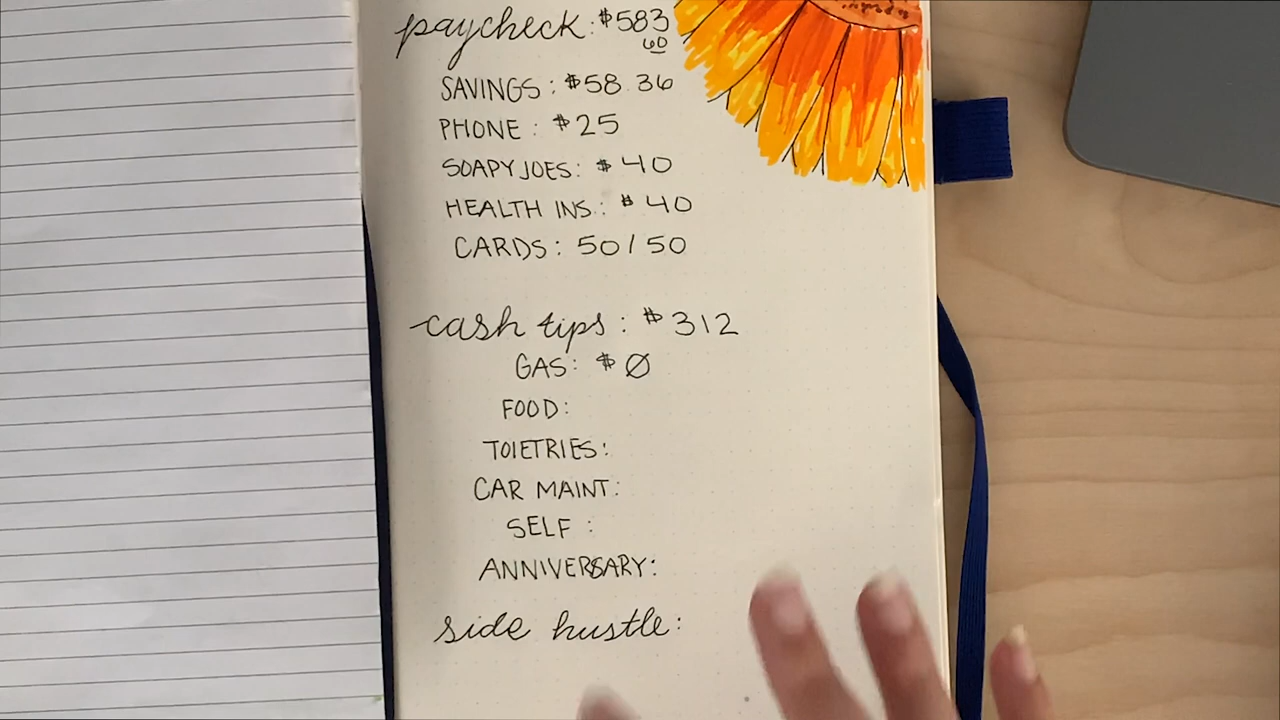 paycheck: $583
60
SAVINGS: $58 36
PHONE: $25
SOAPY JOES: $40
HEALTH INS.: $40
CARDS: 50/50
cash tips: $312
GAS: $Ø
FOOD:
TOIETRIES:
CAR MAINT:
SELF:
ANNIVERSARY:
side hustle: